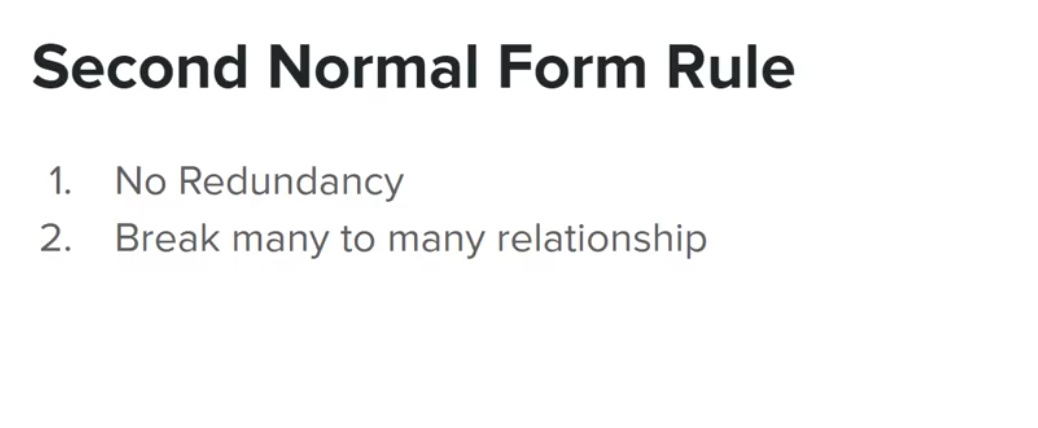 Second Normal Form Rule
1. No Redundancy
2. Break many to many relationship